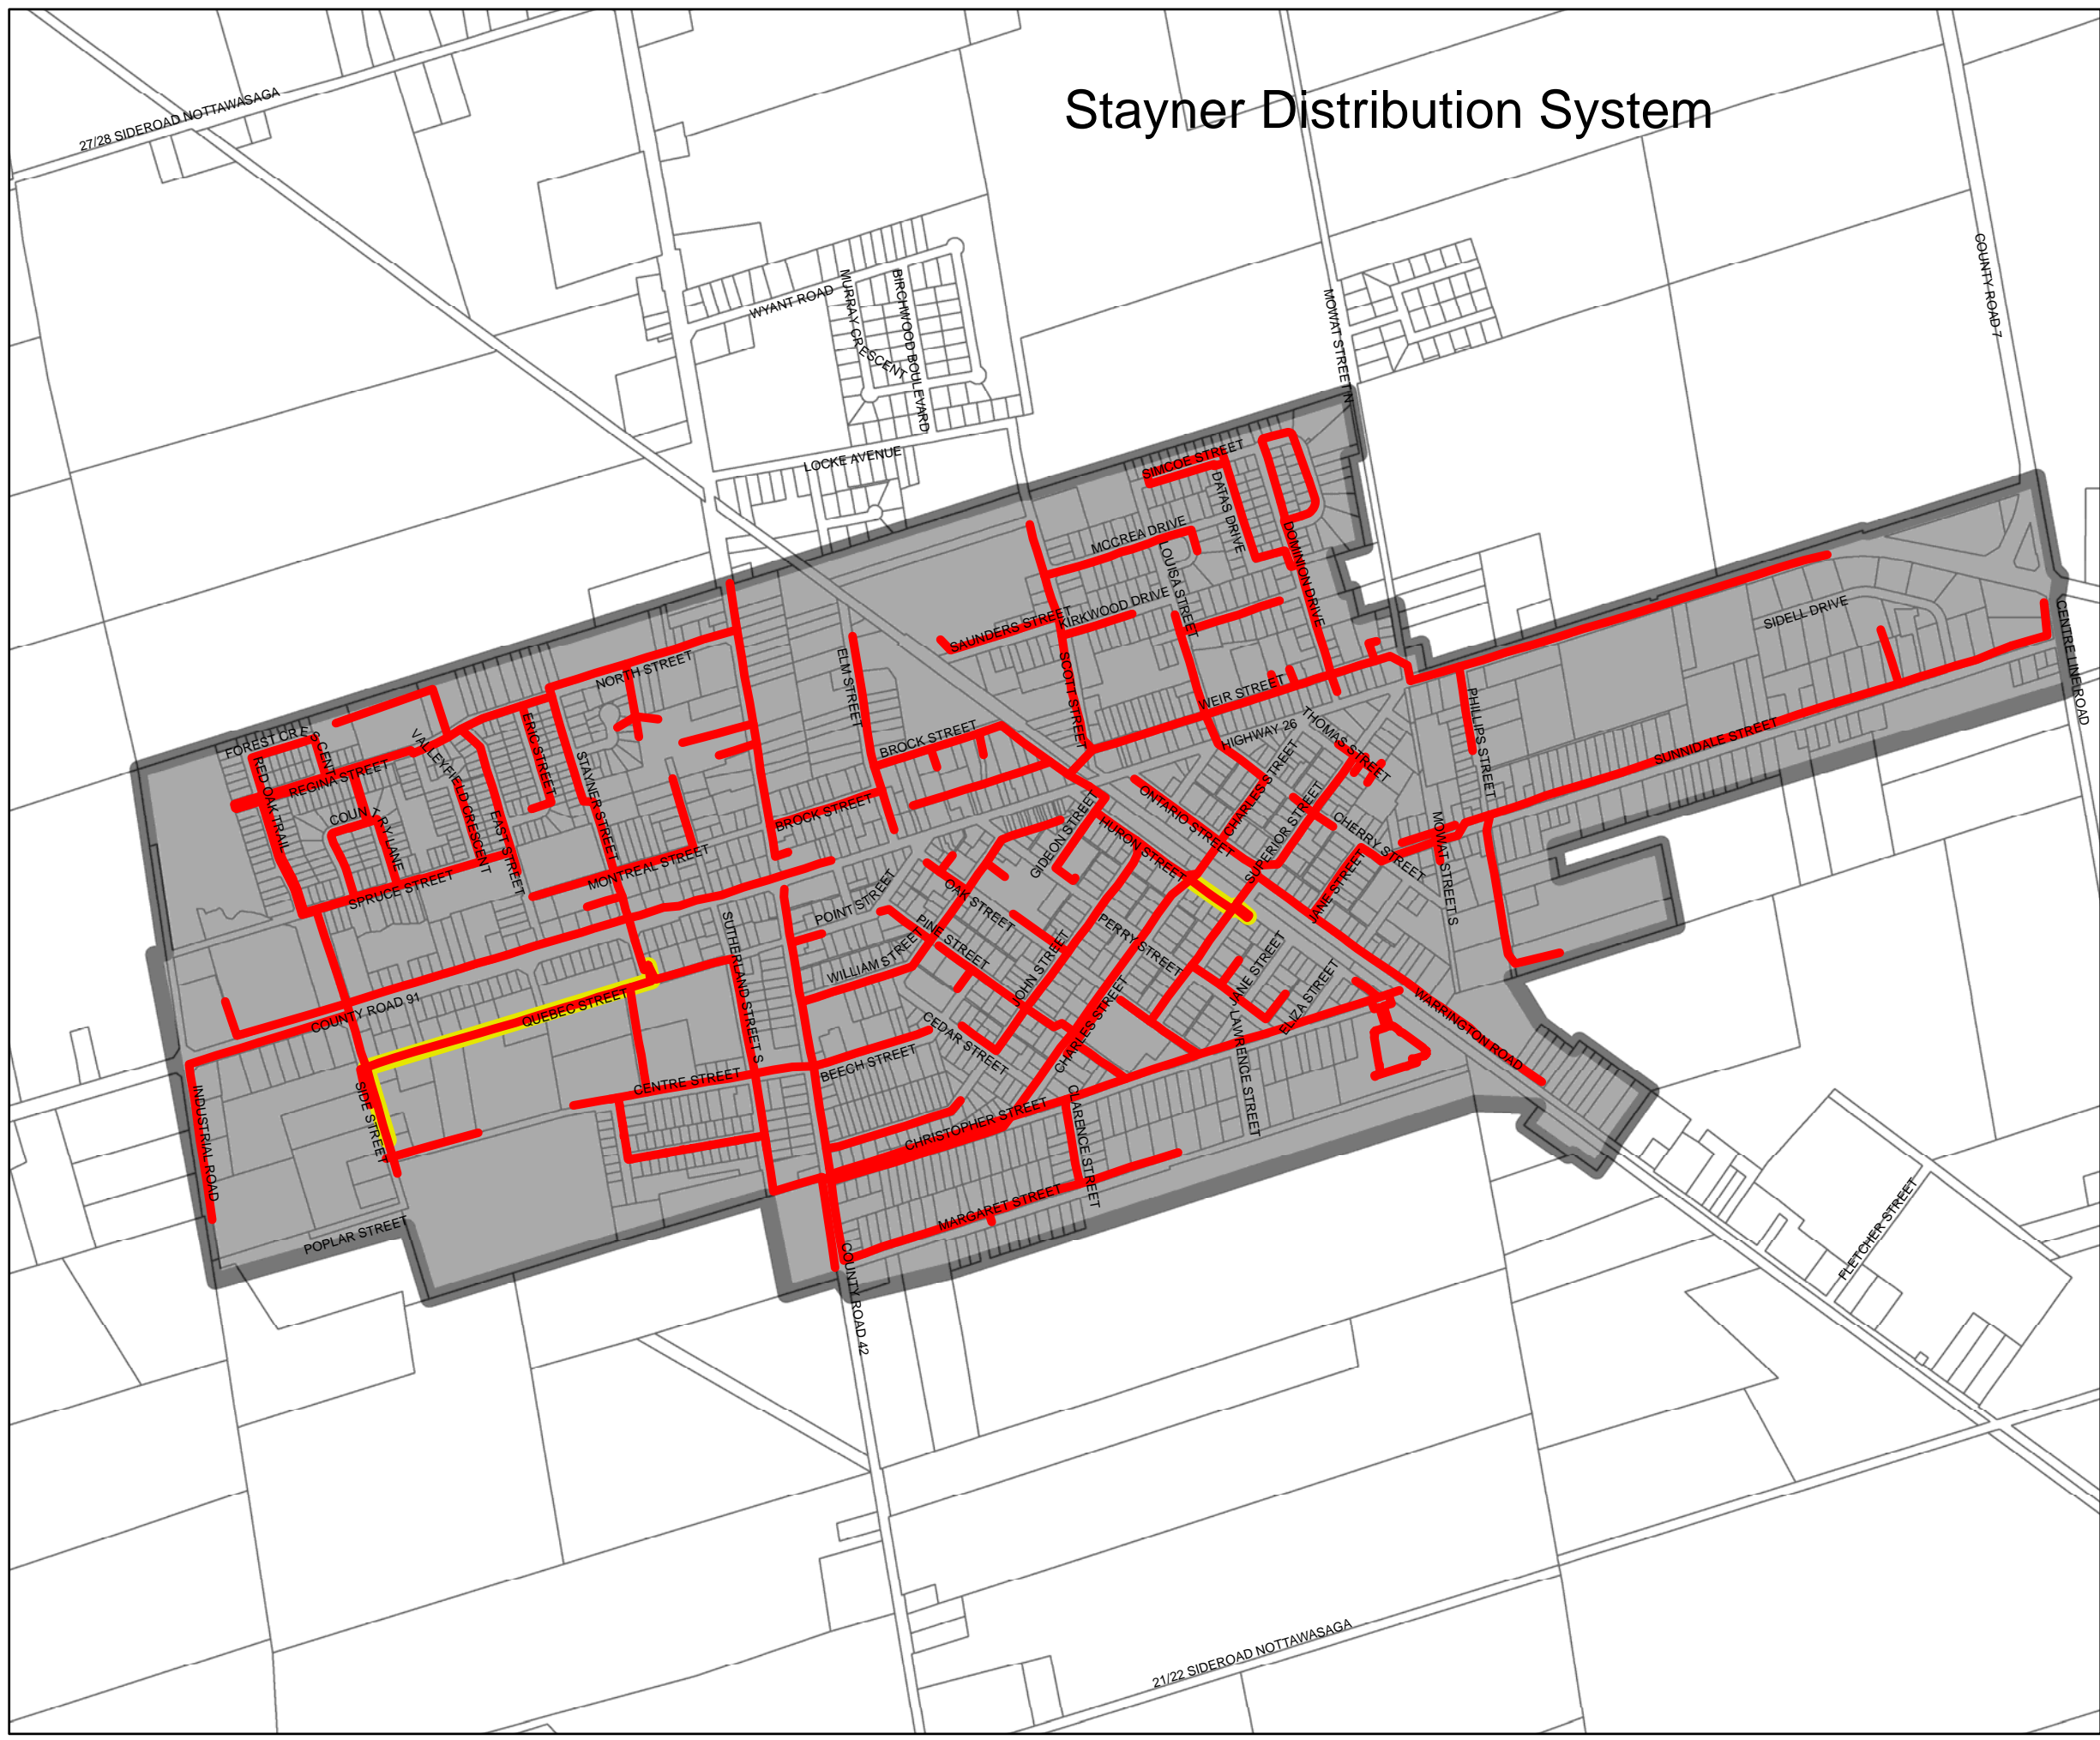 Stayner Distribution System
27/28 SIDEROAD NOTTAWASAGA
COUNTY ROAD 7
WYANT ROAD
MURRAY CRESCENT
BIRCHWOOD BOULEVARD
MOWAT STREET N
LOCKE AVENUE
SIMCOE STREET
DATAS DRIVE
MCCREA DRIVE
LOUISA STREET
DOMINION DRIVE
KIRKWOOD DRIVE
SAUNDERS STREET
SIDELL DRIVE
CENTRE LINE ROAD
NORTH STREET
ELM STREET
SCOTT STREET
WEIR STREET
PHILLIPS STREET
HIGHWAY 26
THOMAS STREET
SUNNIDALE STREET
FOREST CRESCENT
RED OAK TRAIL
REGINA STREET
VALLEYFIELD CRESCENT
ERIC STREET
STAYNER STREET
BROCK STREET
BROCK STREET
COUNTRY LANE
EAST STREET
MONTREAL STREET
SPRUCE STREET
GIDEON STREET
HURON STREET
ONTARIO STREET
CHARLES STREET
SUPERIOR STREET
CHERRY STREET
JANE STREET
MOWAT STREET S
POINT STREET
OAK STREET
PINE STREET
WILLIAM STREET
JOHN STREET
PERRY STREET
JANE STREET
ELIZA STREET
SUTHERLAND STREET S
COUNTY ROAD 91
QUEBEC STREET
WARRINGTON ROAD
CEDAR STREET
CHARLES STREET
LAWRENCE STREET
BEECH STREET
CENTRE STREET
SIDE STREET
INDUSTRIAL ROAD
CHRISTOPHER STREET
CLARENCE STREET
MARGARET STREET
POPLAR STREET
COUNTY ROAD 42
FLETCHER STREET
21/22 SIDEROAD NOTTAWASAGA